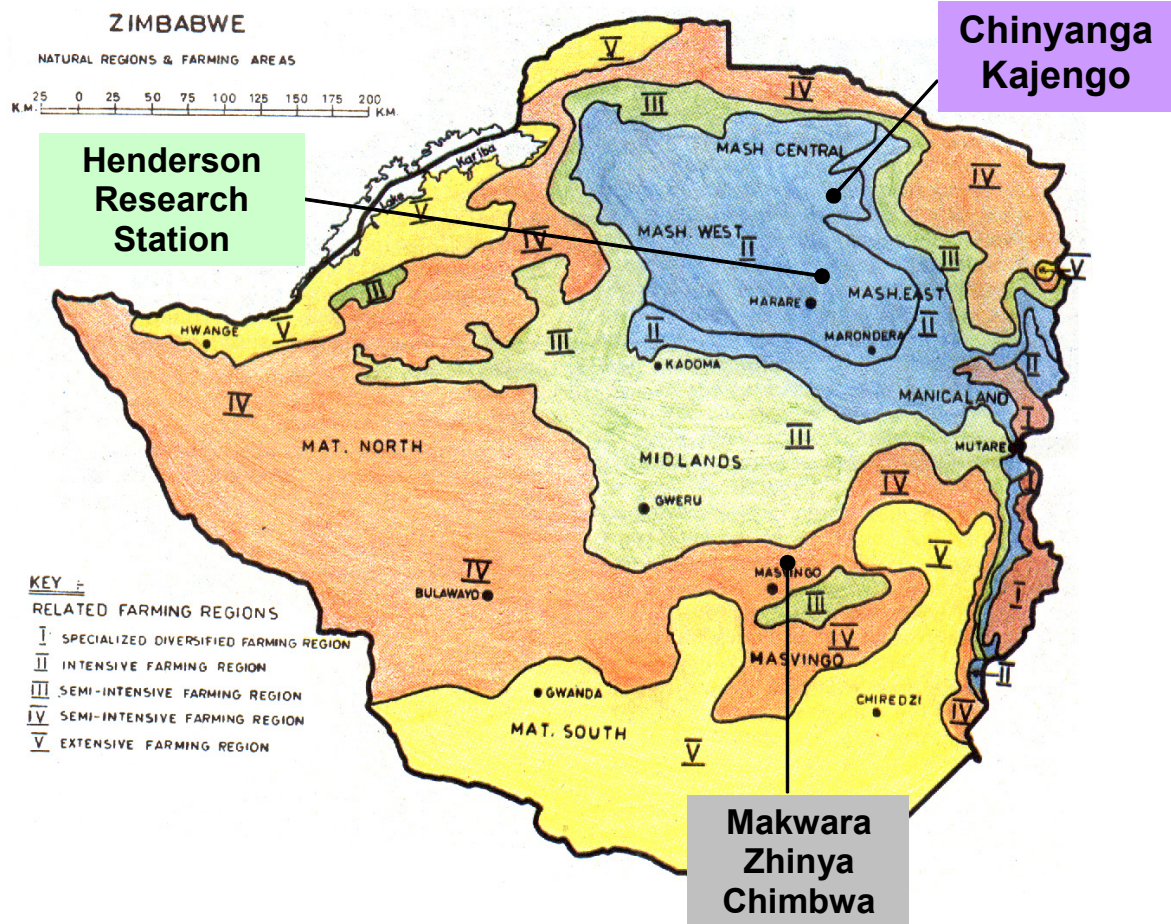 ZIMBABWE
NATURAL REGIONS & FARMING AREAS
K.M. 25 0 25 50 75 100 125 150 175 200 K.M.
Chinyanga
Kajengo
Henderson
Research
Station
V
IV
III
MASH CENTRAL
IV
Lake Kariba
V
IV
MASH. WEST
II
III
V
III
MASH. EAST
HARARE
HWANGE
V
III
II
II
MARONDERA
II
KADOMA
IV
MANICALAND
I
MAT. NORTH
III
MUTARE
MIDLANDS
IV
I
GWERU
V
IV
MASVINGO
BULAWAYO
III
I
IV
MASVINGO
II
GWANDA
CHIREDZI
IV
MAT. SOUTH
V
KEY :-
RELATED FARMING REGIONS
I SPECIALIZED DIVERSIFIED FARMING REGION
II INTENSIVE FARMING REGION
III SEMI-INTENSIVE FARMING REGION
IV SEMI-INTENSIVE FARMING REGION
V EXTENSIVE FARMING REGION
Makwara
Zhinya
Chimbwa